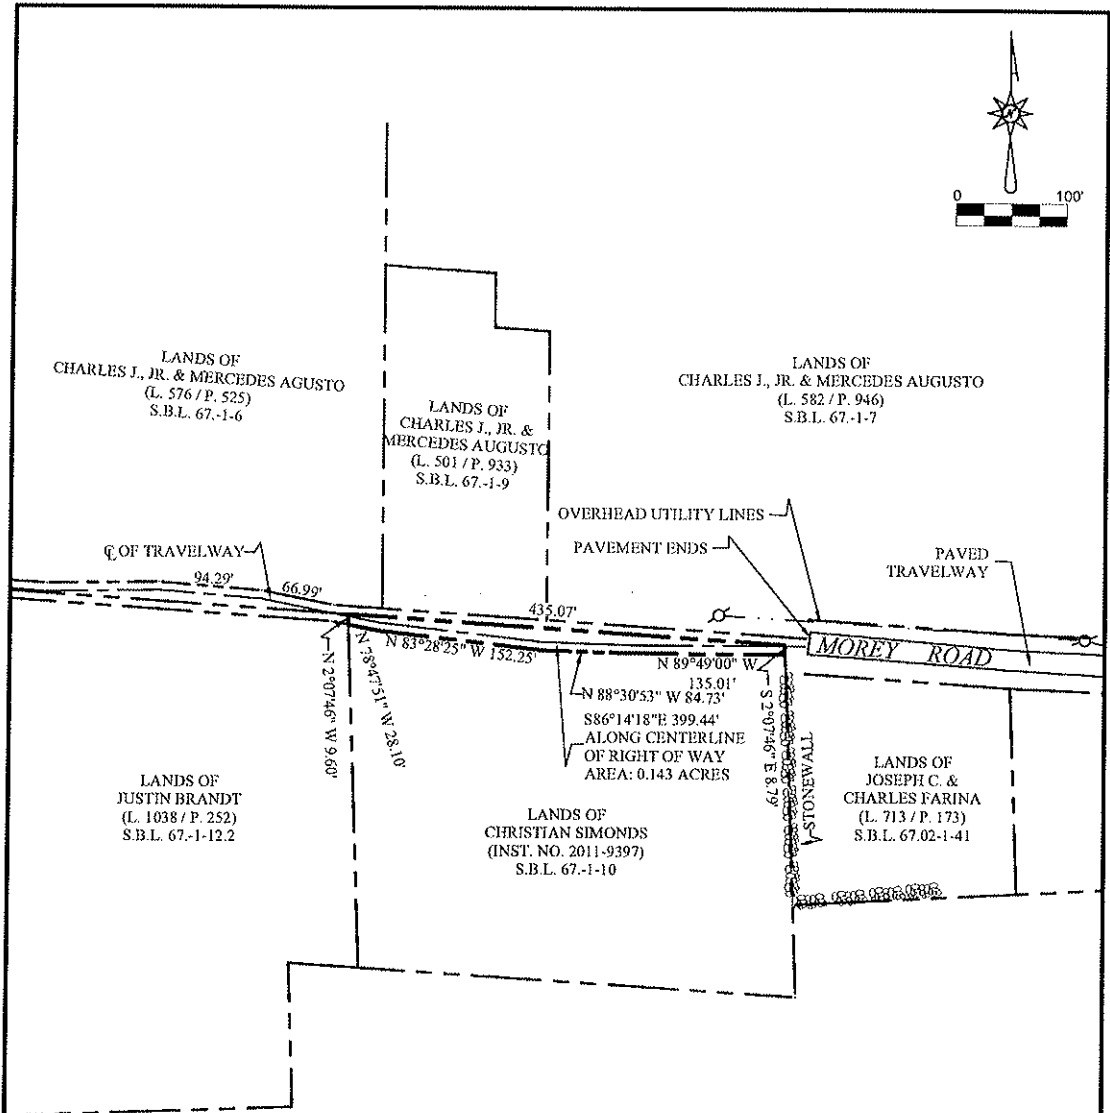 N
0 100'
LANDS OF
CHARLES J., JR. & MERCEDES AGUSTO
(L. 576 / P. 525)
S.B.L. 67.-1-6
LANDS OF
CHARLES J., JR. &
MERCEDES AUGUSTO
(L. 501 / P. 933)
S.B.L. 67.-1-9
LANDS OF
CHARLES J., JR. & MERCEDES AUGUSTO
(L. 582 / P. 946)
S.B.L. 67.-1-7
OVERHEAD UTILITY LINES
PAVEMENT ENDS
PAVED
TRAVELWAY
℄ OF TRAVELWAY
94.29'
66.99'
435.07'
MOREY ROAD
N 2°07'46" W 9.60'
N 78°47'51" W 28.10'
N 83°28'25" W 152.25'
N 88°30'53" W 84.73'
N 89°49'00" W
135.01'
S 2°07'46" E 8.79'
S86°14'18"E 399.44'
ALONG CENTERLINE
OF RIGHT OF WAY
AREA: 0.143 ACRES
STONEWALL
LANDS OF
JUSTIN BRANDT
(L. 1038 / P. 252)
S.B.L. 67.-1-12.2
LANDS OF
CHRISTIAN SIMONDS
(INST. NO. 2011-9397)
S.B.L. 67.-1-10
LANDS OF
JOSEPH C. &
CHARLES FARINA
(L. 713 / P. 173)
S.B.L. 67.02-1-41